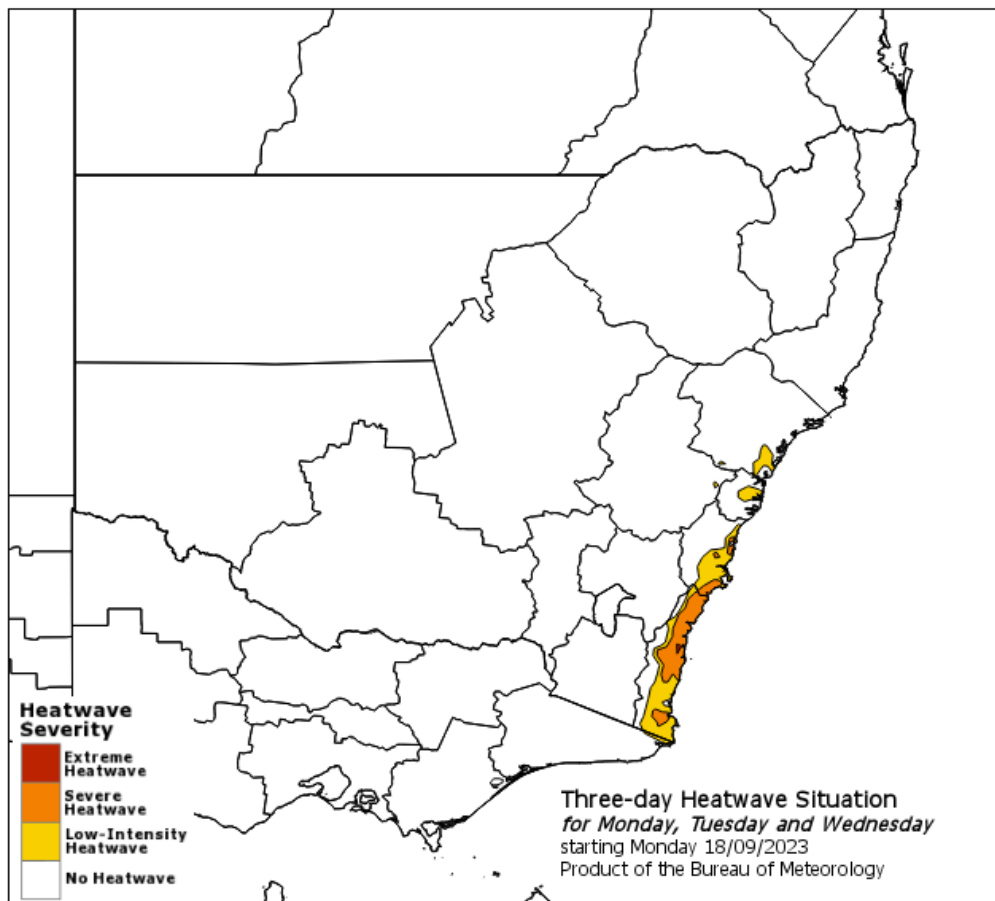 Heatwave
Severity
Extreme
Heatwave
Severe
Heatwave
Low-Intensity
Heatwave
No Heatwave
Three-day Heatwave Situation
for Monday, Tuesday and Wednesday
starting Monday 18/09/2023
Product of the Bureau of Meteorology